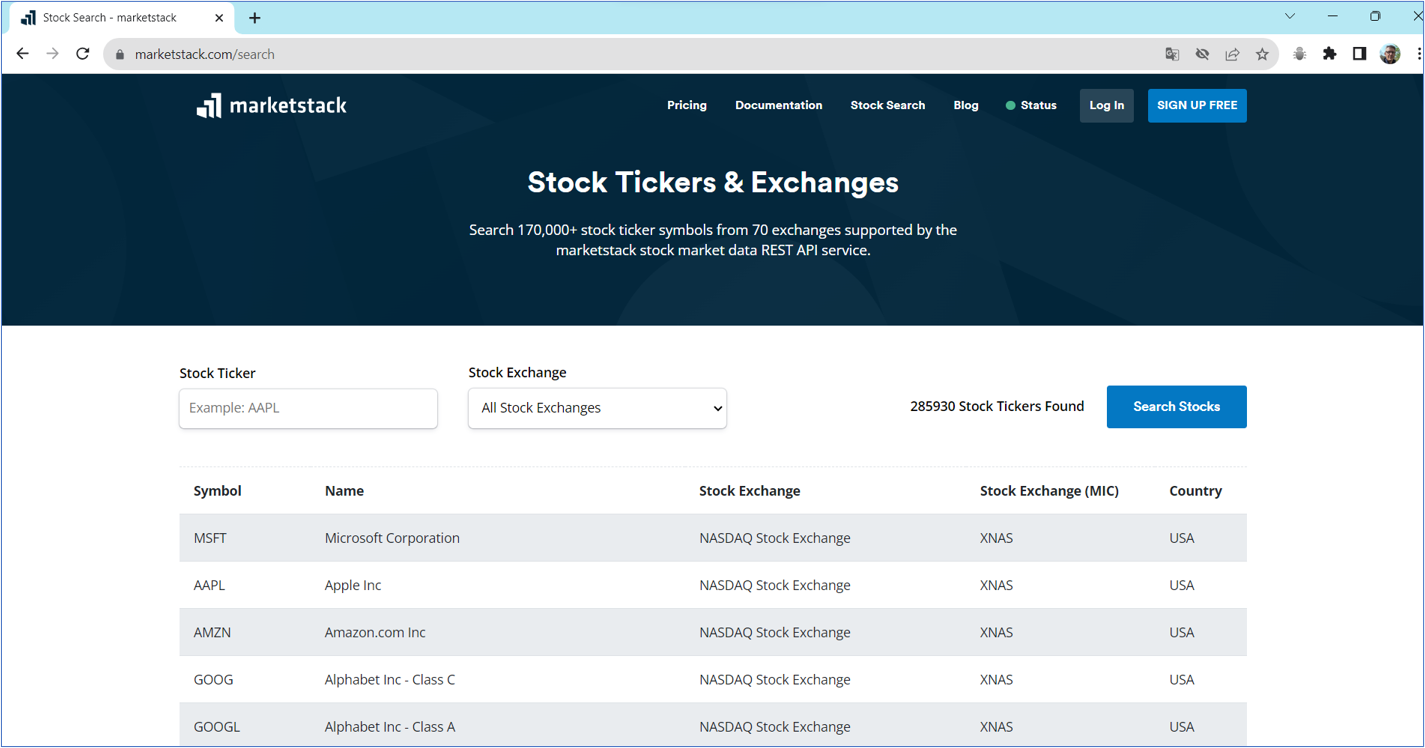 Stock Search - marketstack
marketstack.com/search
marketstack
Pricing Documentation Stock Search Blog Status Log In SIGN UP FREE
Stock Tickers & Exchanges
Search 170,000+ stock ticker symbols from 70 exchanges supported by the
marketstack stock market data REST API service.
Stock Ticker
Example: AAPL
Stock Exchange
All Stock Exchanges
285930 Stock Tickers Found
Search Stocks
Symbol Name Stock Exchange Stock Exchange (MIC) Country
MSFT Microsoft Corporation NASDAQ Stock Exchange XNAS USA
AAPL Apple Inc NASDAQ Stock Exchange XNAS USA
AMZN Amazon.com Inc NASDAQ Stock Exchange XNAS USA
GOOG Alphabet Inc - Class C NASDAQ Stock Exchange XNAS USA
GOOGL Alphabet Inc - Class A NASDAQ Stock Exchange XNAS USA